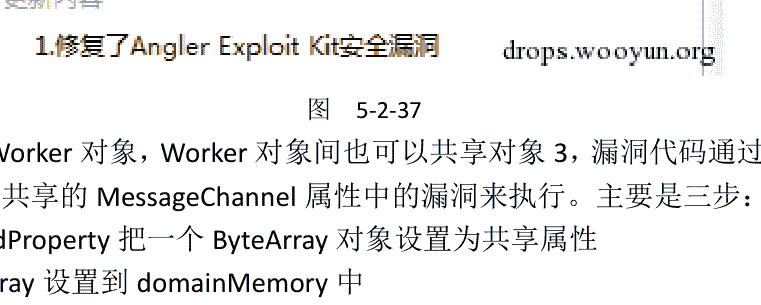 更新内容
1.修复了Angler Exploit Kit安全漏洞
drops.wooyun.org
图 5-2-37
Worker 对象，Worker 对象间也可以共享对象 3，漏洞代码通过
共享的 MessageChannel 属性中的漏洞来执行。主要是三步：
dProperty 把一个 ByteArray 对象设置为共享属性
ray 设置到 domainMemory 中